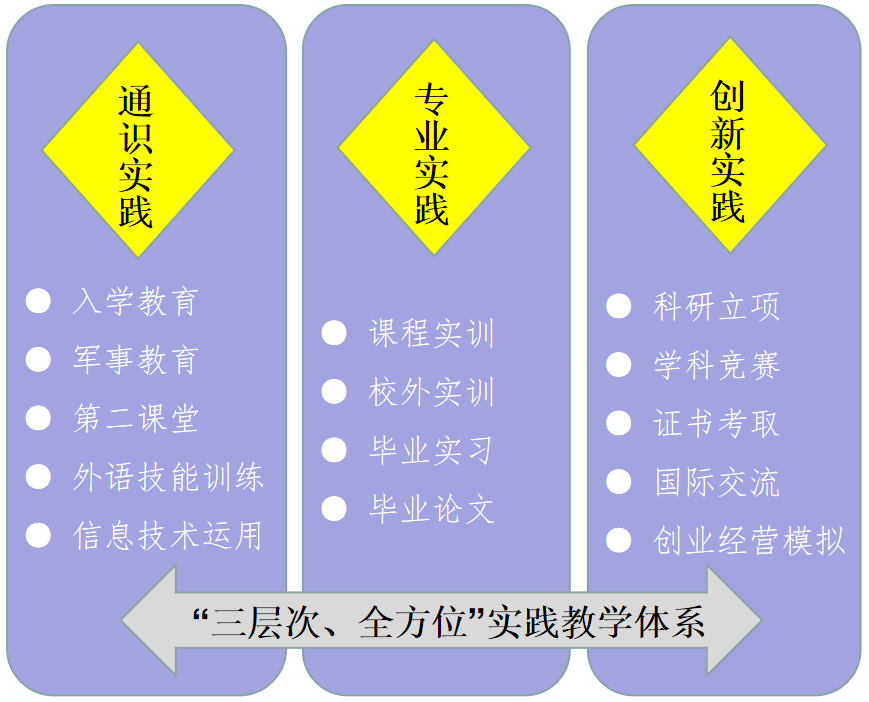 通识实践
入学教育
军事教育
第二课堂
外语技能训练
信息技术运用
专业实践
课程实训
校外实训
毕业实习
毕业论文
创新实践
科研立项
学科竞赛
证书考取
国际交流
创业经营模拟
“三层次、全方位”实践教学体系